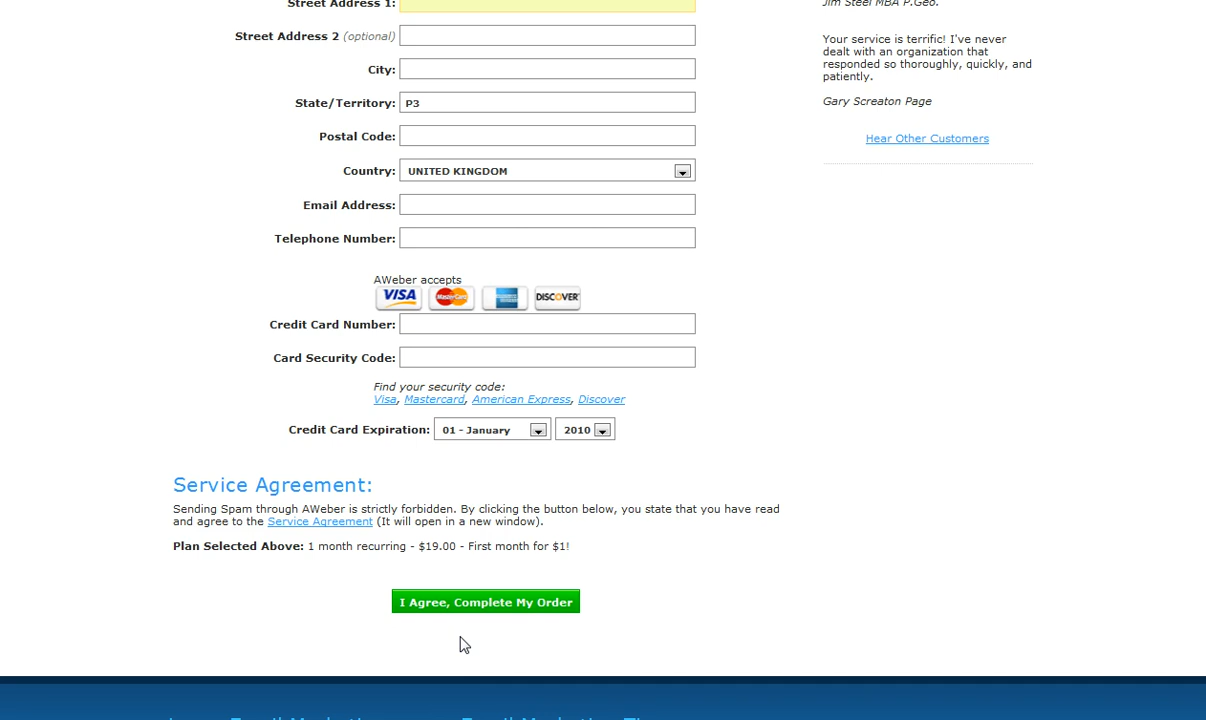 Street Address 1:
Jim Steel MBA P.Geo.
Street Address 2 (optional)
Your service is terrific! I've never
dealt with an organization that
responded so thoroughly, quickly, and
patiently.
City:
State/Territory: P3
Gary Screaton Page
Postal Code:
Hear Other Customers
Country: UNITED KINGDOM
Email Address:
Telephone Number:
AWeber accepts
VISA MasterCard DISCOVER
Credit Card Number:
Card Security Code:
Find your security code:
Visa, Mastercard, American Express, Discover
Credit Card Expiration: 01 - January 2010
Service Agreement:
Sending Spam through AWeber is strictly forbidden. By clicking the button below, you state that you have read
and agree to the Service Agreement (It will open in a new window).
Plan Selected Above: 1 month recurring - $19.00 - First month for $1!
I Agree, Complete My Order